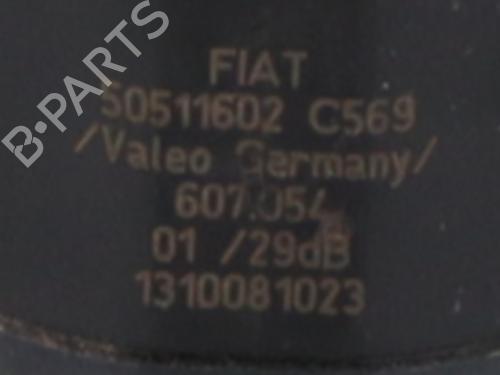 B-PARTS
FIAT
50511602 C569
/Valeo Germany/
607.054
01 /29dB
1310081023